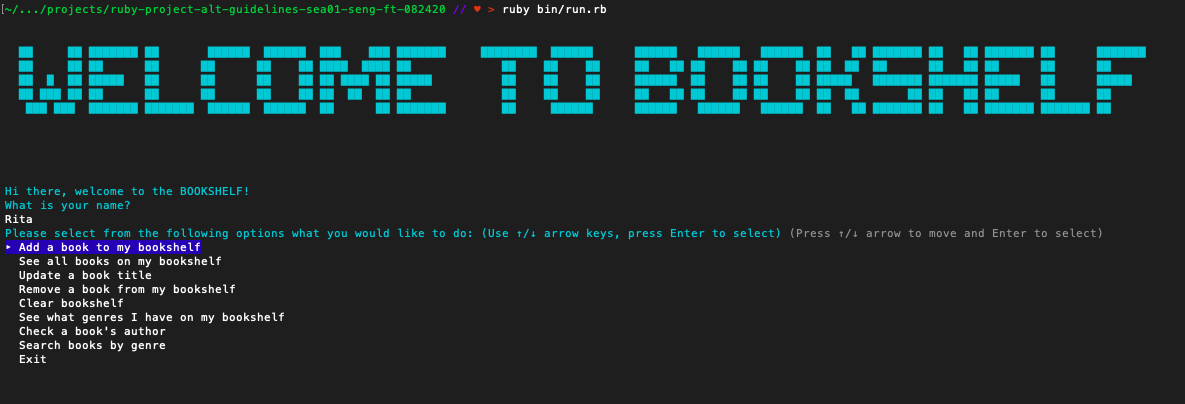 [~/.../projects/ruby-project-alt-guidelines-sea01-seng-ft-082420 // ♥ > ruby bin/run.rb
WELCOME TO BOOKSHELF
Hi there, welcome to the BOOKSHELF!
What is your name?
Rita
Please select from the following options what you would like to do: (Use ↑/↓ arrow keys, press Enter to select) (Press ↑/↓ arrow to move and Enter to select)
‣ Add a book to my bookshelf
See all books on my bookshelf
Update a book title
Remove a book from my bookshelf
Clear bookshelf
See what genres I have on my bookshelf
Check a book's author
Search books by genre
Exit